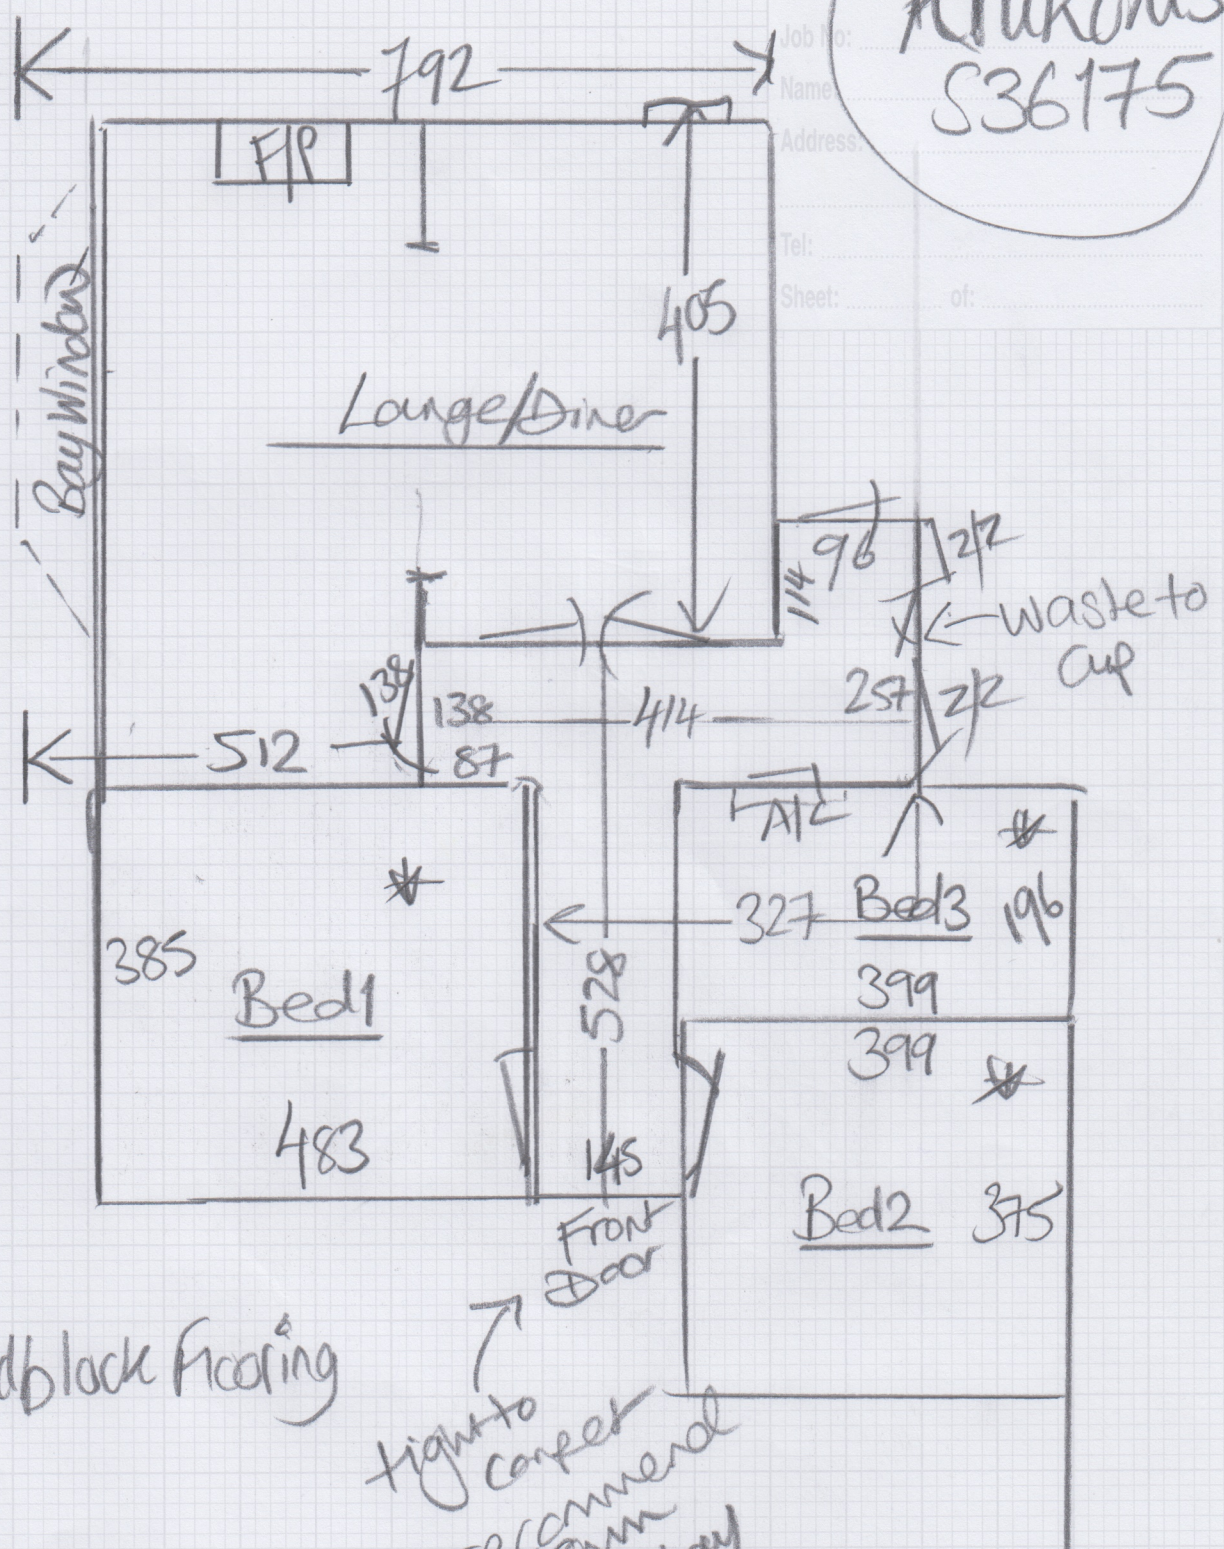 Job No:
S36175
792
Name:
Address:
F/P
Tel:
Sheet:
of:
405
Bay Window
Lounge/Diner
96
2/2
114
Waste to
Cup
138
138
414
257
2/2
512
87
A/C
327
Bed3
196
385
Bed1
528
399
399
483
145
Bed2
375
Front
Door
Flooring
tight to
carpet